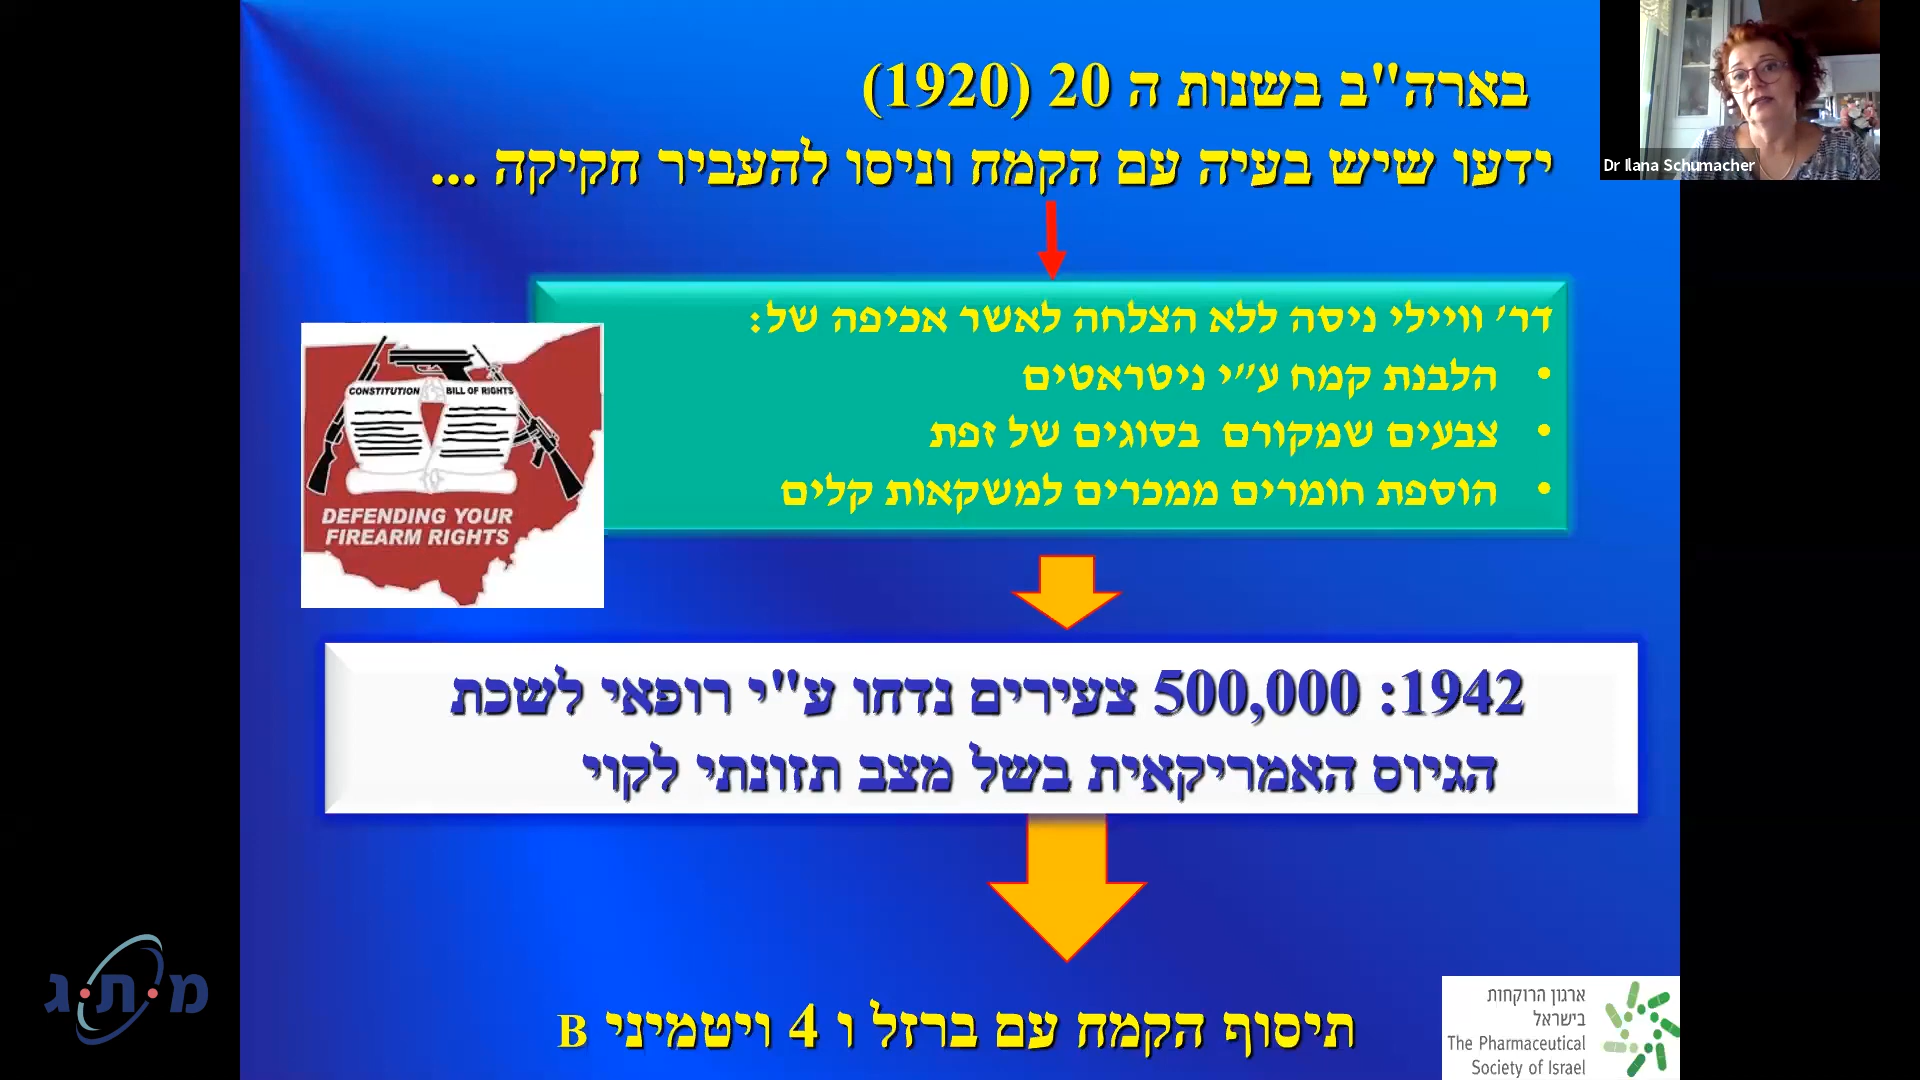 בארה"ב בשנות ה 20 (1920)
ידעו שיש בעיה עם הקמח וניסו להעביר חקיקה ...
Dr Ilana Schumacher
דר׳ וויילי ניסה ללא הצלחה לאשר אכיפה של:
• הלבנת קמח ע״י ניטראטים
• צבעים שמקורם בסוגים של זפת
• הוספת חומרים ממכרים למשקאות קלים
CONSTITUTION BILL OF RIGHTS
DEFENDING YOUR
FIREARM RIGHTS
1942: 500,000 צעירים נדחו ע"י רופאי לשכת
הגיוס האמריקאית בשל מצב תזונתי לקוי
תיסוף הקמח עם ברזל ו 4 ויטמיני B
מ.ת.ג
ארגון הרוקחות
בישראל
The Pharmaceutical
Society of Israel